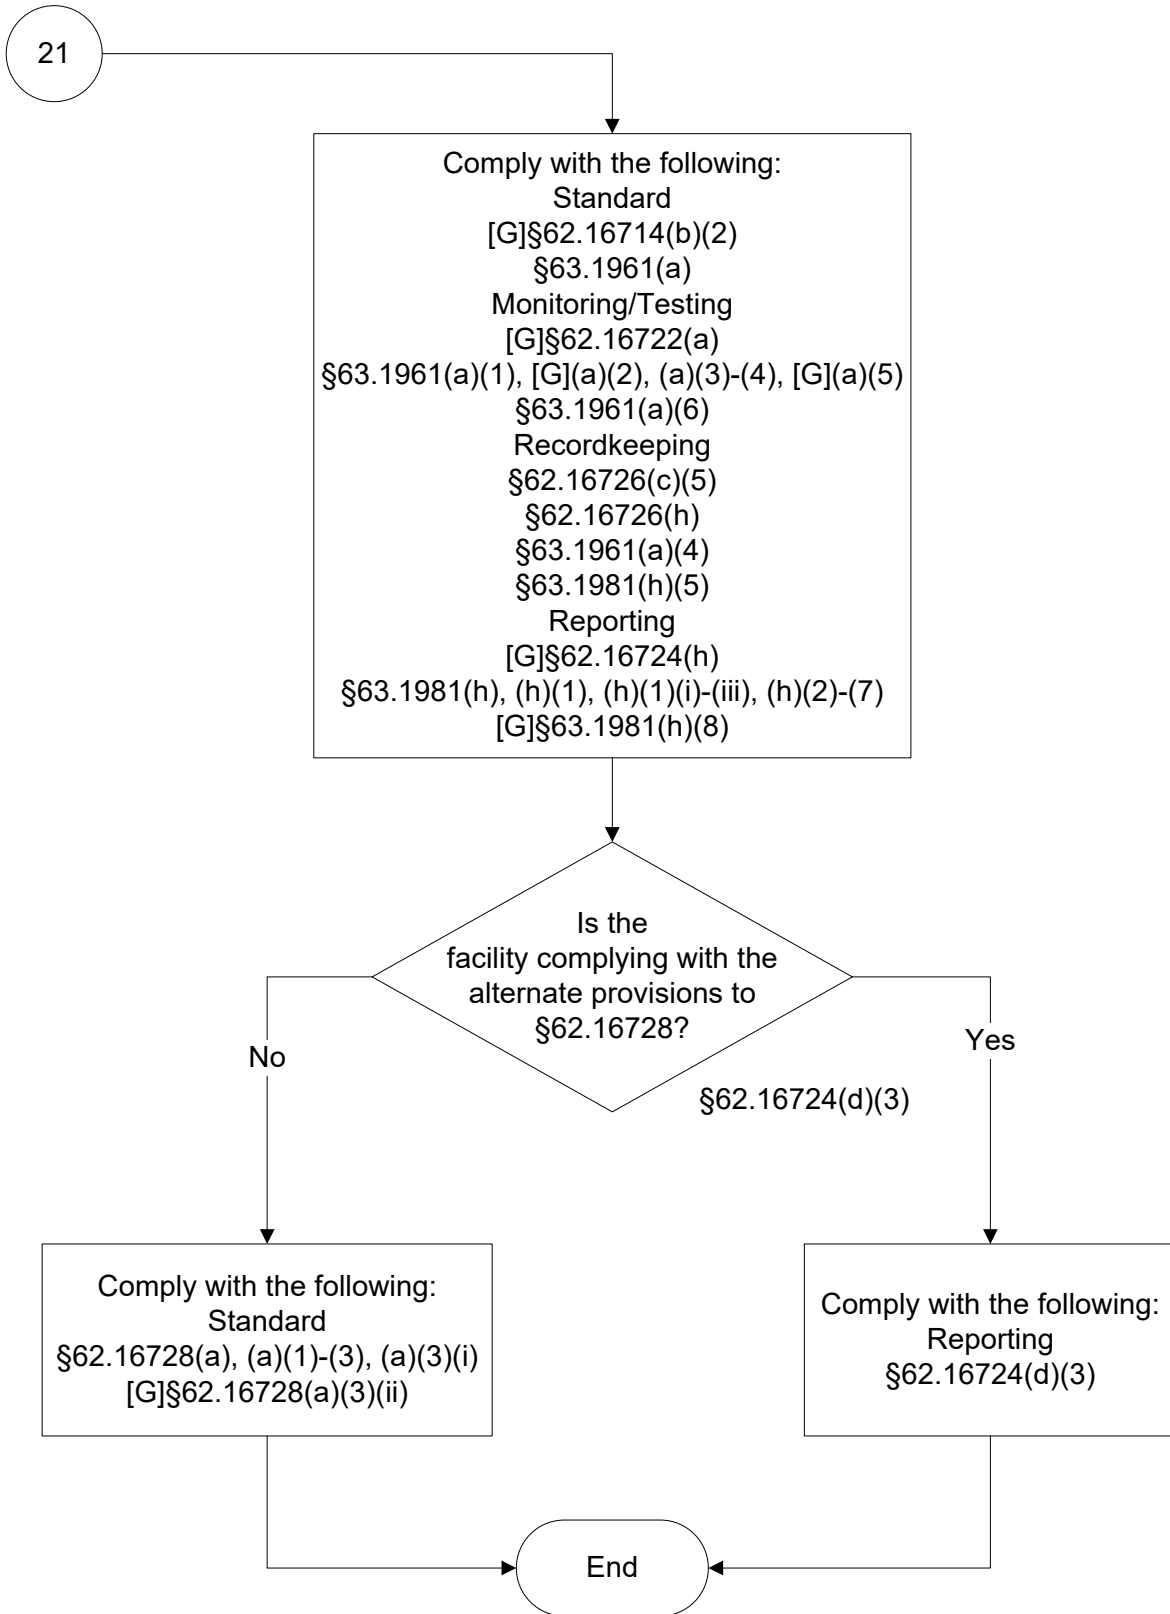 21
Comply with the following:
Standard
[G]§62.16714(b)(2)
§63.1961(a)
Monitoring/Testing
[G]§62.16722(a)
§63.1961(a)(1), [G](a)(2), (a)(3)-(4), [G](a)(5)
§63.1961(a)(6)
Recordkeeping
§62.16726(c)(5)
§62.16726(h)
§63.1961(a)(4)
§63.1981(h)(5)
Reporting
[G]§62.16724(h)
§63.1981(h), (h)(1), (h)(1)(i)-(iii), (h)(2)-(7)
[G]§63.1981(h)(8)
Is the
facility complying with the
alternate provisions to
§62.16728?
No
Yes
§62.16724(d)(3)
Comply with the following:
Standard
§62.16728(a), (a)(1)-(3), (a)(3)(i)
[G]§62.16728(a)(3)(ii)
Comply with the following:
Reporting
§62.16724(d)(3)
End